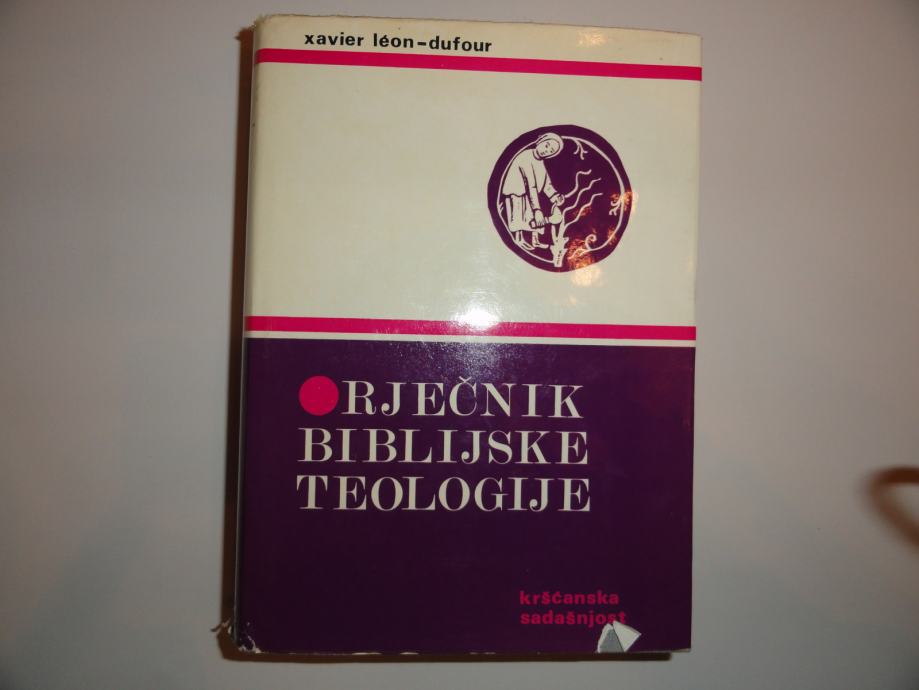 xavier léon-dufour
RJEČNIK
BIBLIJSKE
TEOLOGIJE
kršćanska
sadašnjost